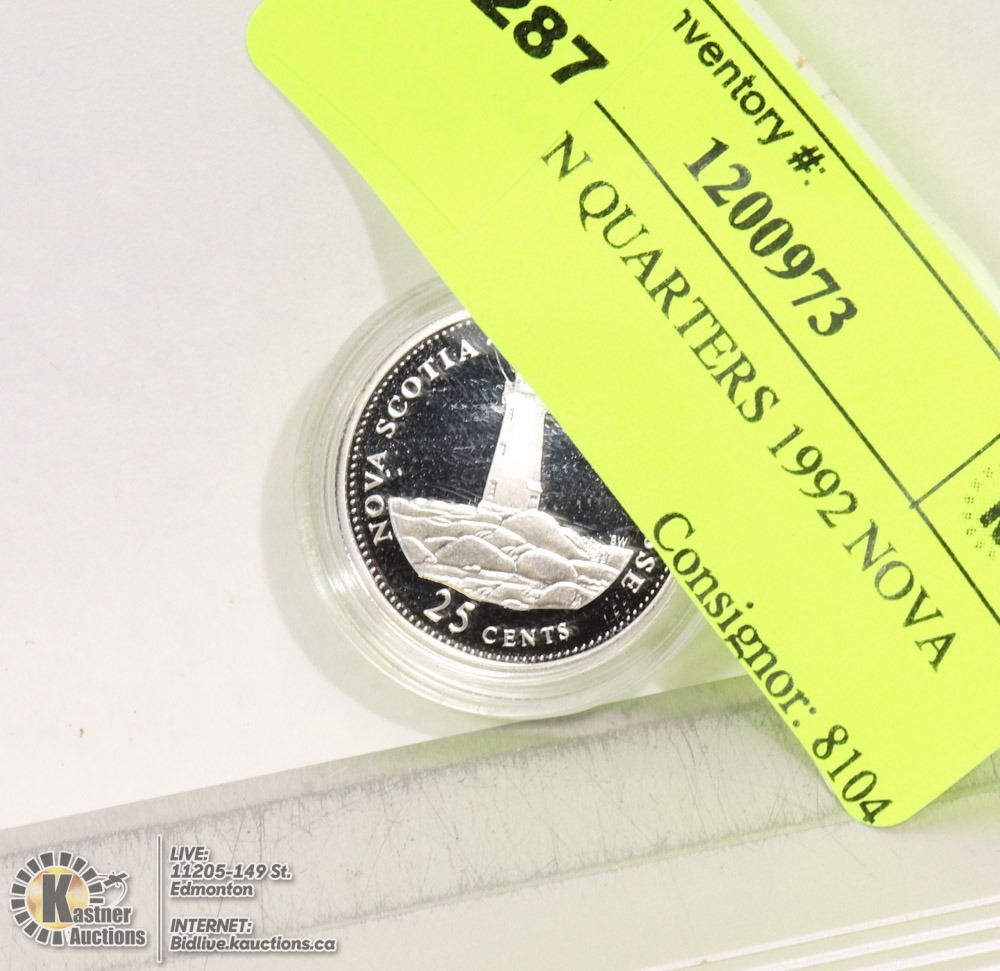 287
nventory #:
1200973
N QUARTERS 1992 NOVA
Consignor: 8104
NOVA SCOTIA
BW
25 CENTS
Kastner
Auctions
LIVE:
11205-149 St.
Edmonton
INTERNET:
Bidlive.kauctions.ca